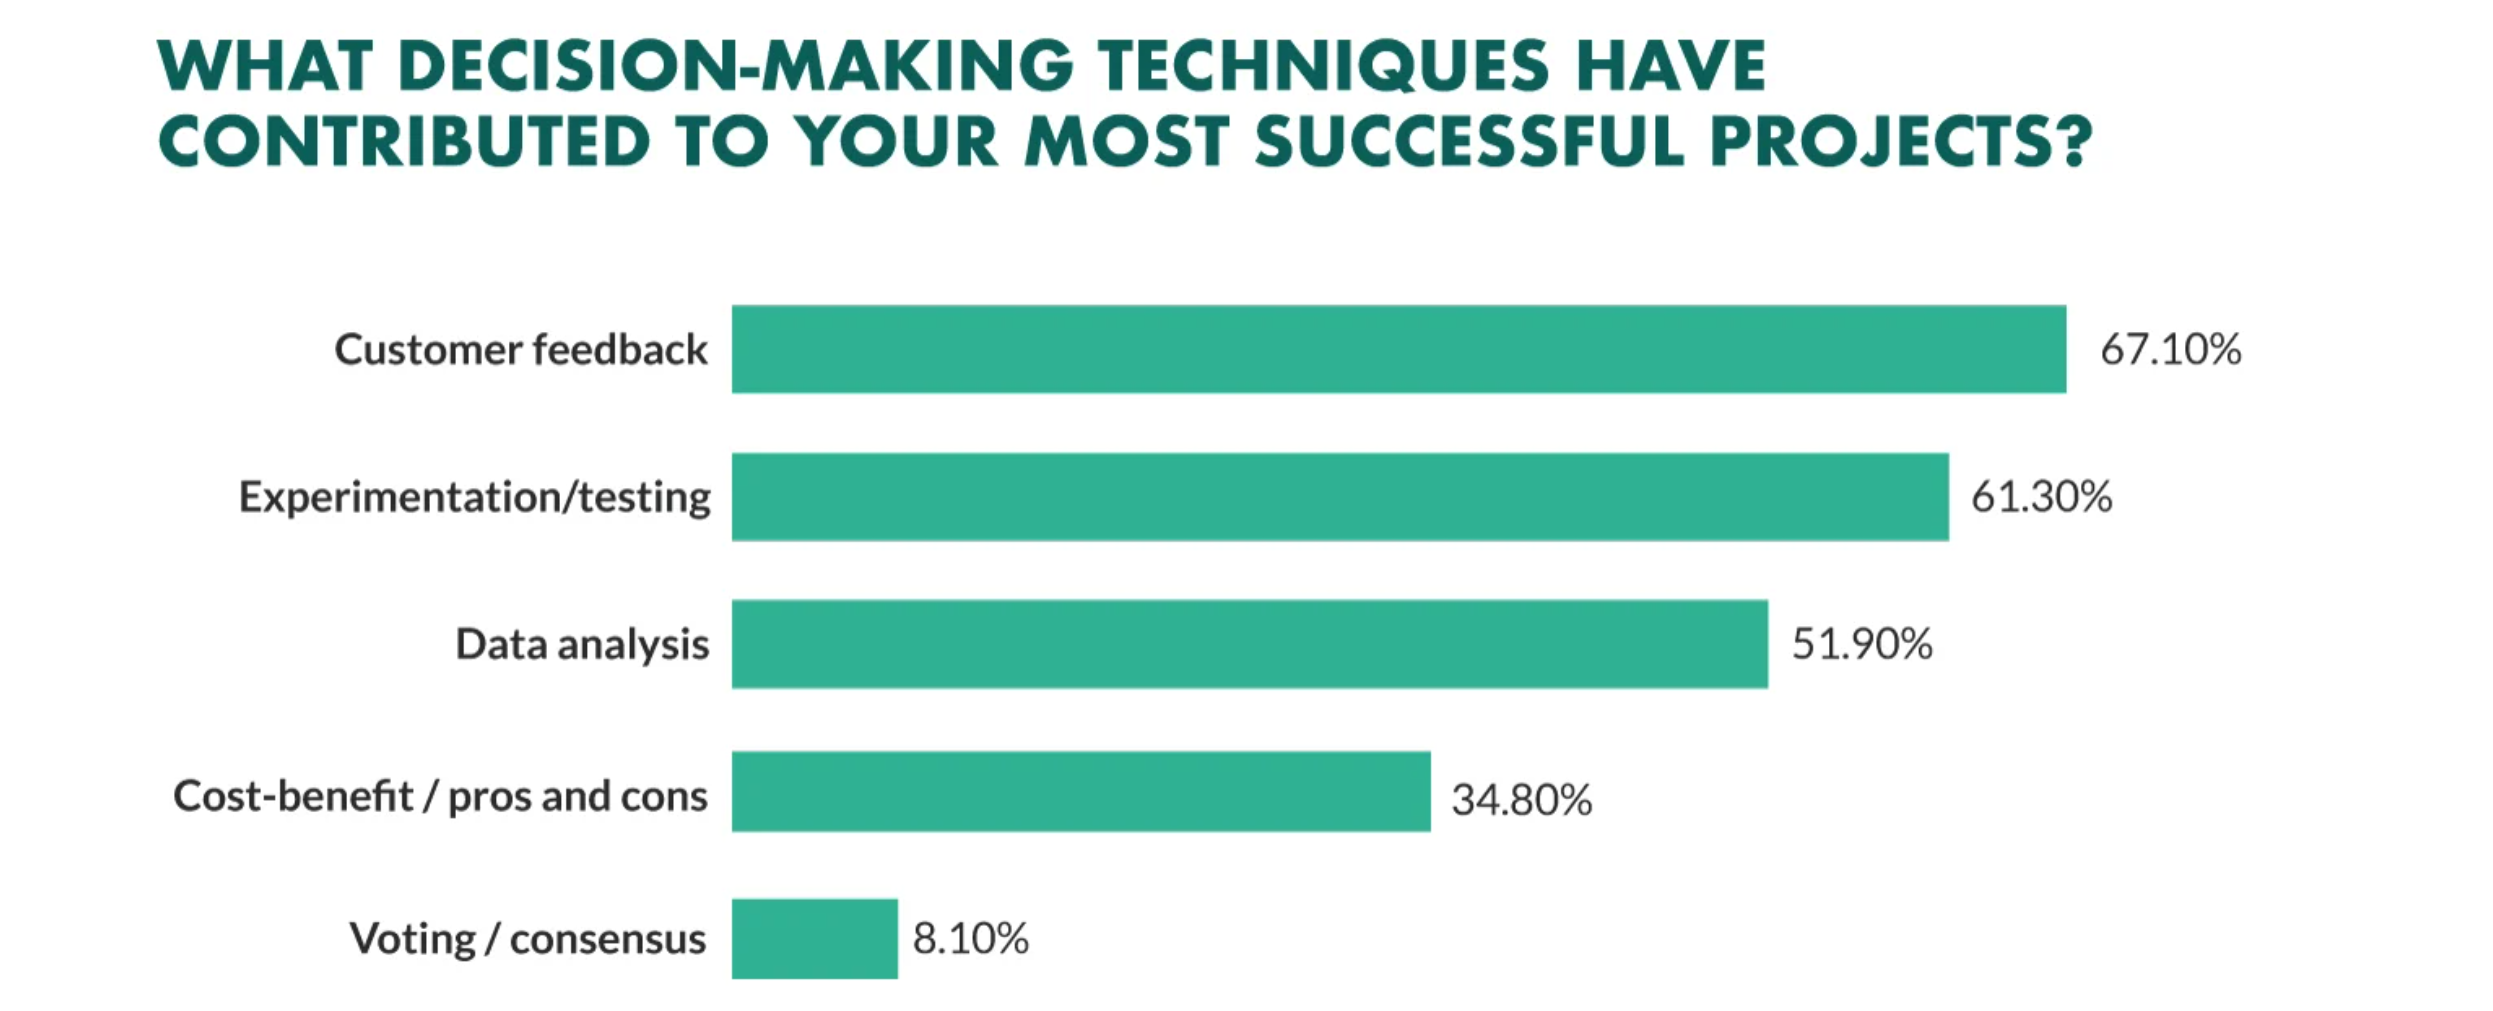 WHAT DECISION-MAKING TECHNIQUES HAVE
CONTRIBUTED TO YOUR MOST SUCCESSFUL PROJECTS?
Customer feedback 67.10%
Experimentation/testing 61.30%
Data analysis 51.90%
Cost-benefit / pros and cons 34.80%
Voting / consensus 8.10%